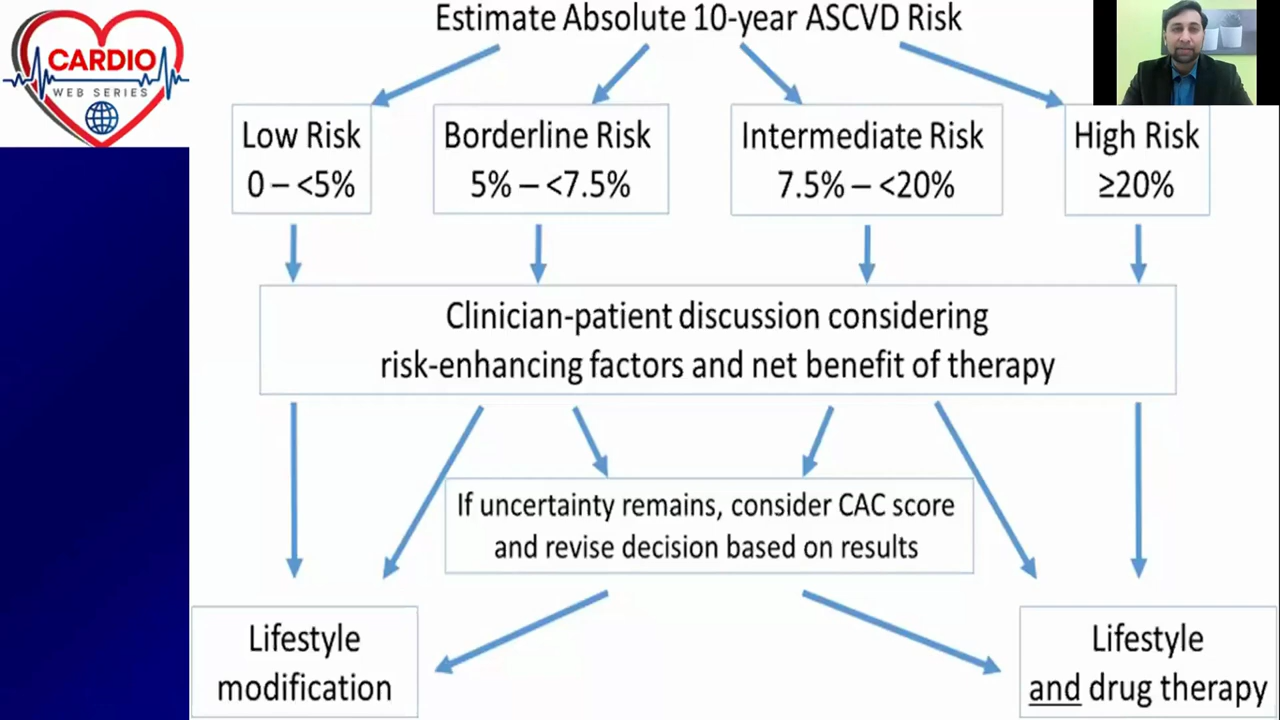 Estimate Absolute 10-year ASCVD Risk
CARDIO
WEB SERIES
Low Risk
0 – <5%
Borderline Risk
5% – <7.5%
Intermediate Risk
7.5% – <20%
High Risk
≥20%
Clinician-patient discussion considering
risk-enhancing factors and net benefit of therapy
If uncertainty remains, consider CAC score
and revise decision based on results
Lifestyle
modification
Lifestyle
and drug therapy